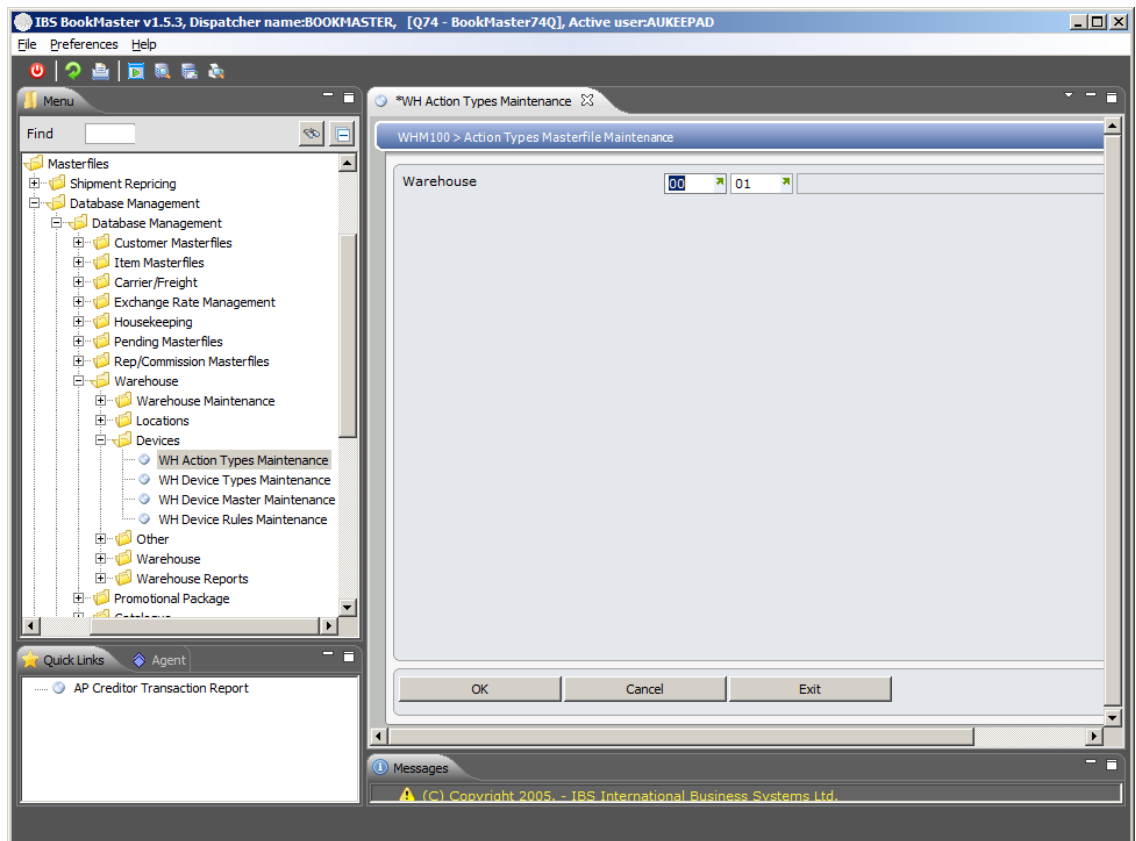 IBS BookMaster v1.5.3, Dispatcher name:BOOKMASTER, [Q74 - BookMaster74Q], Active user:AUKEEPAD
File Preferences Help
Menu
Find
Masterfiles
Shipment Repricing
Database Management
Database Management
Customer Masterfiles
Item Masterfiles
Carrier/Freight
Exchange Rate Management
Housekeeping
Pending Masterfiles
Rep/Commission Masterfiles
Warehouse
Warehouse Maintenance
Locations
Devices
WH Action Types Maintenance
WH Device Types Maintenance
WH Device Master Maintenance
WH Device Rules Maintenance
Other
Warehouse
Warehouse Reports
Promotional Package
Catalogue
Quick Links Agent
AP Creditor Transaction Report
*WH Action Types Maintenance
WHM100 > Action Types Masterfile Maintenance
Warehouse 00 01
OK Cancel Exit
Messages
(C) Copyright 2005. - IBS International Business Systems Ltd.